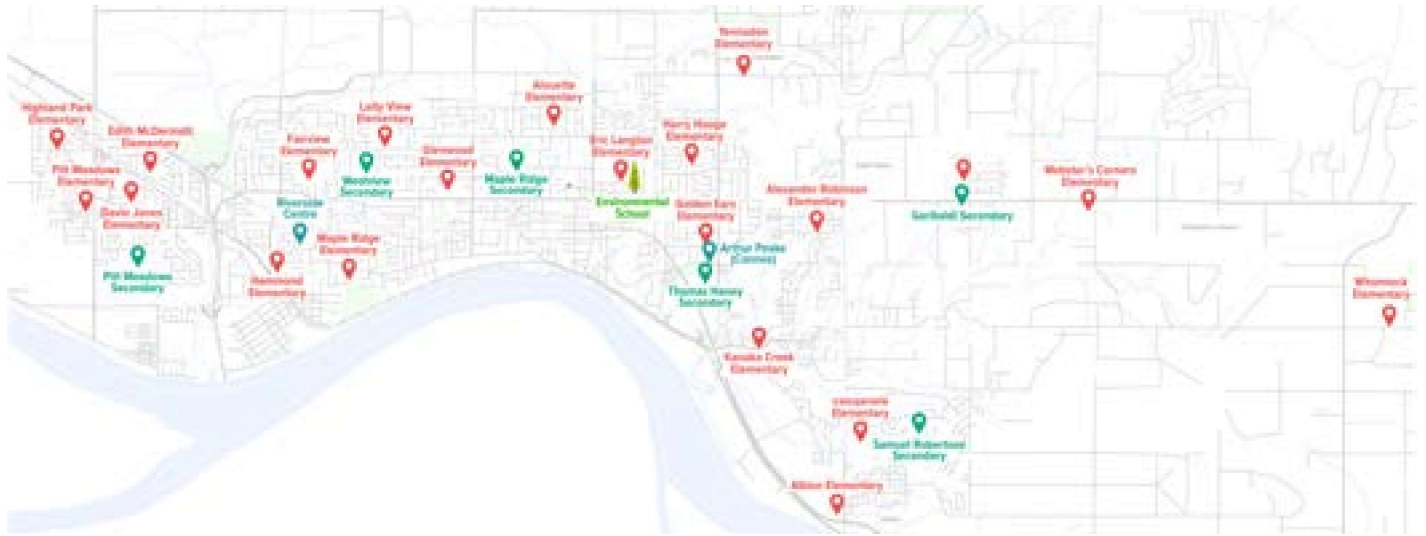 Yennadon
Elementary
Alouette
Elementary
Highland Park
Elementary
Laity View
Elementary
Edith McDermott
Elementary
Harry Hooge
Elementary
Fairview
Elementary
Eric Langton
Elementary
Glenwood
Elementary
Pitt Meadows
Elementary
Westview
Secondary
Maple Ridge
Secondary
Webster's Corners
Elementary
Alexander Robinson
Elementary
Environmental
School
Riverside
Centre
Golden Ears
Elementary
Davie Jones
Elementary
Garibaldi Secondary
Maple Ridge
Elementary
Arthur Peake
(Connex)
Pitt Meadows
Secondary
Hammond
Elementary
Thomas Haney
Secondary
Whonnock
Elementary
Kanaka Creek
Elementary
c̓əsqənelə
Elementary
Samuel Robertson
Secondary
Albion Elementary